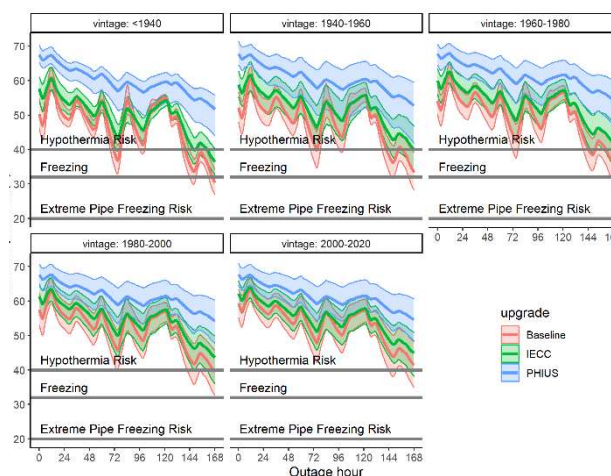 vintage: <1940
vintage: 1940-1960
vintage: 1960-1980
70
60
50
40
30
20
Hypothermia Risk
Hypothermia Risk
Hypothermia Risk
Freezing
Freezing
Freezing
Extreme Pipe Freezing Risk
Extreme Pipe Freezing Risk
Extreme Pipe Freezing Risk
0 24 48 72 96 120 144 16
vintage: 1980-2000
vintage: 2000-2020
70
60
50
40
30
20
Hypothermia Risk
Hypothermia Risk
Freezing
Freezing
Extreme Pipe Freezing Risk
Extreme Pipe Freezing Risk
0 24 48 72 96 120 144 168
0 24 48 72 96 120 144 168
Outage hour
upgrade
Baseline
IECC
PHIUS